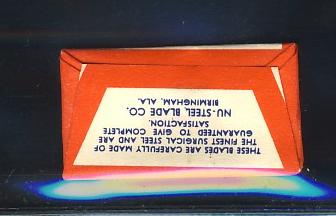 THESE BLADES ARE CAREFULLY MADE OF
THE FINEST SURGICAL STEEL AND ARE
GUARANTEED TO GIVE COMPLETE
SATISFACTION.
NU-STEEL BLADE CO.
BIRMINGHAM, ALA.